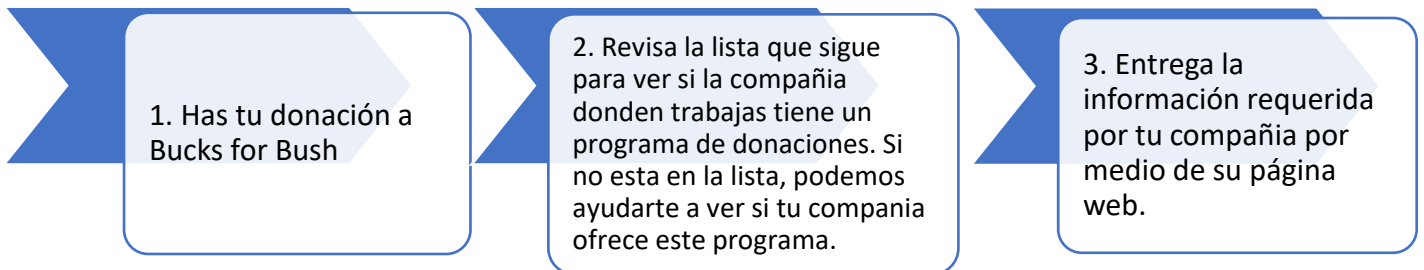 1. Has tu donación a
Bucks for Bush
2. Revisa la lista que sigue
para ver si la compañia
donden trabajas tiene un
programa de donaciones. Si
no esta en la lista, podemos
ayudarte a ver si tu compania
ofrece este programa.
3. Entrega la
información requerida
por tu compañia por
medio de su página
web.